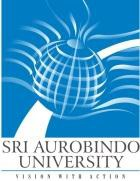 SRI AUROBINDO
UNIVERSITY
VISION WITH ACTION